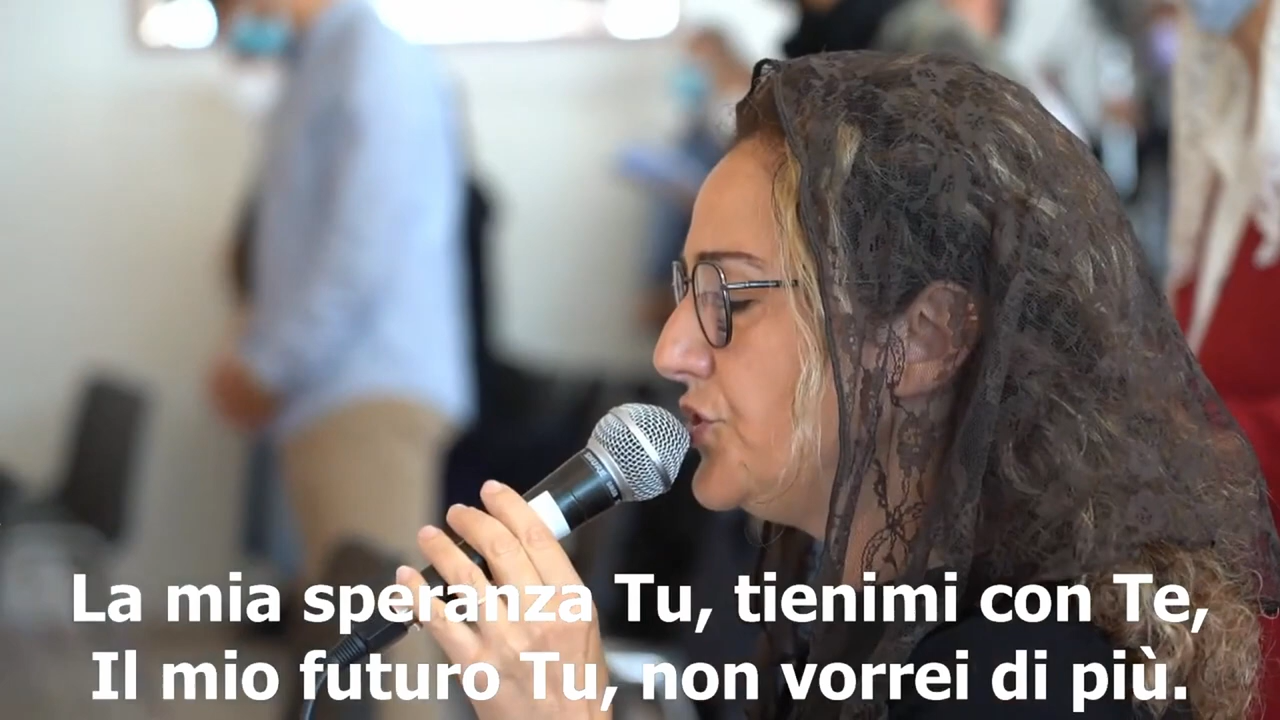 La mia speranza Tu, tienimi con Te,
Il mio futuro Tu, non vorrei di più.